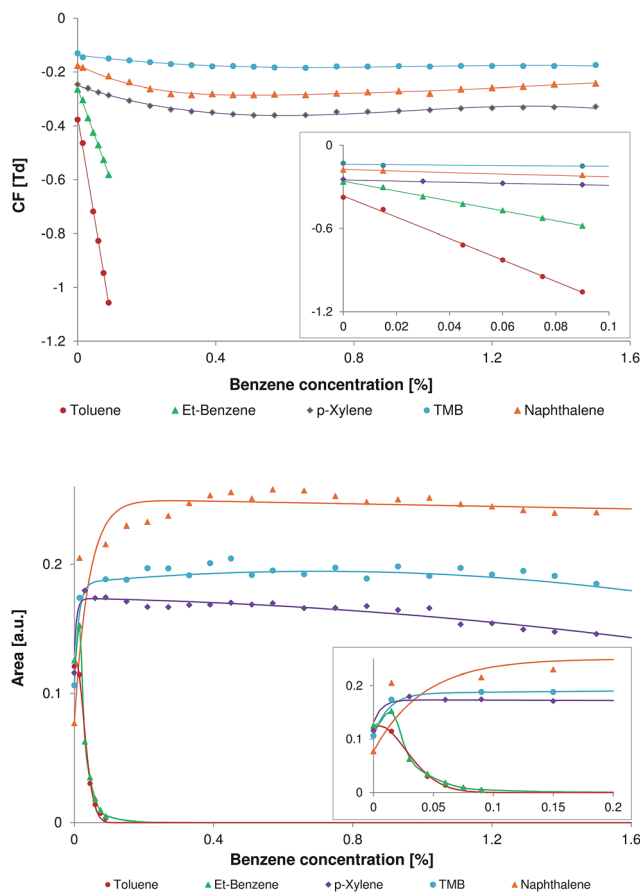 0
-0.2
-0.4
-0.6
-0.8
-1
-1.2
CF [Td]
0
-0.6
-1.2
0 0.02 0.04 0.06 0.08 0.1
0 0.4 0.8 1.2 1.6
Benzene concentration [%]
Toluene Et-Benzene p-Xylene TMB Naphthalene
0.2
0.1
0
Area [a.u.]
0.2
0.1
0
0 0.05 0.1 0.15 0.2
0 0.4 0.8 1.2 1.6
Benzene concentration [%]
Toluene Et-Benzene p-Xylene TMB Naphthalene